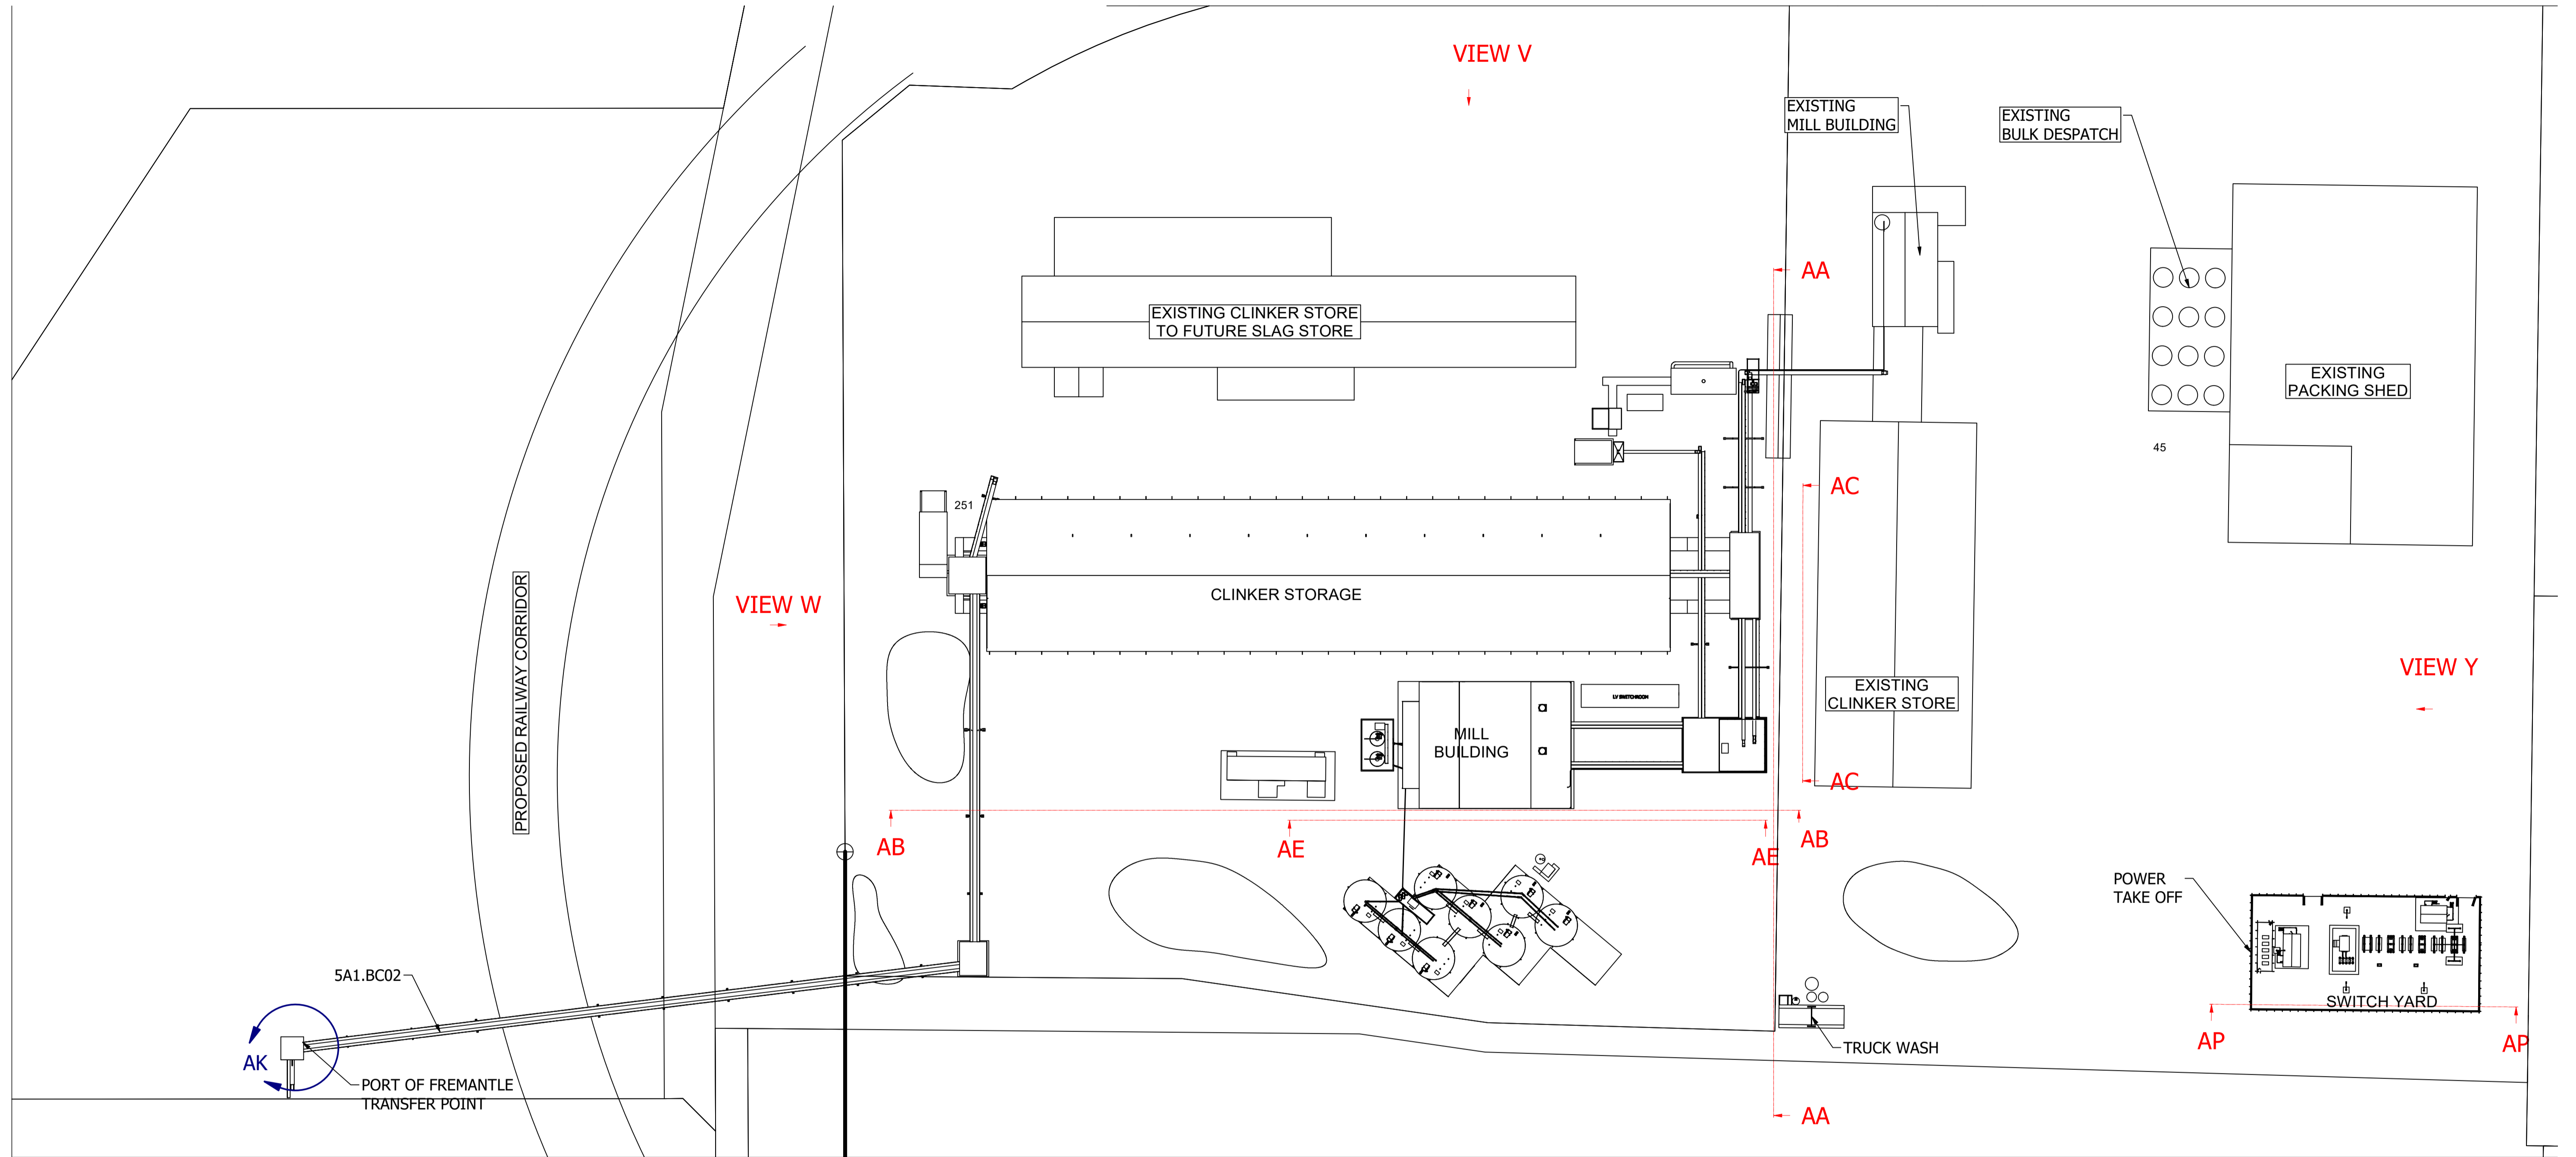 VIEW V
EXISTING
MILL BUILDING
EXISTING
BULK DESPATCH
AA
EXISTING CLINKER STORE
TO FUTURE SLAG STORE
EXISTING
PACKING SHED
45
AC
251
PROPOSED RAILWAY CORRIDOR
VIEW W
CLINKER STORAGE
VIEW Y
EXISTING
CLINKER STORE
LV SWITCHROOM
MILL
BUILDING
AC
AB
AE
AE
AB
POWER
TAKE OFF
5A1.BC02
SWITCH YARD
AP
AP
TRUCK WASH
AK
PORT OF FREMANTLE
TRANSFER POINT
AA